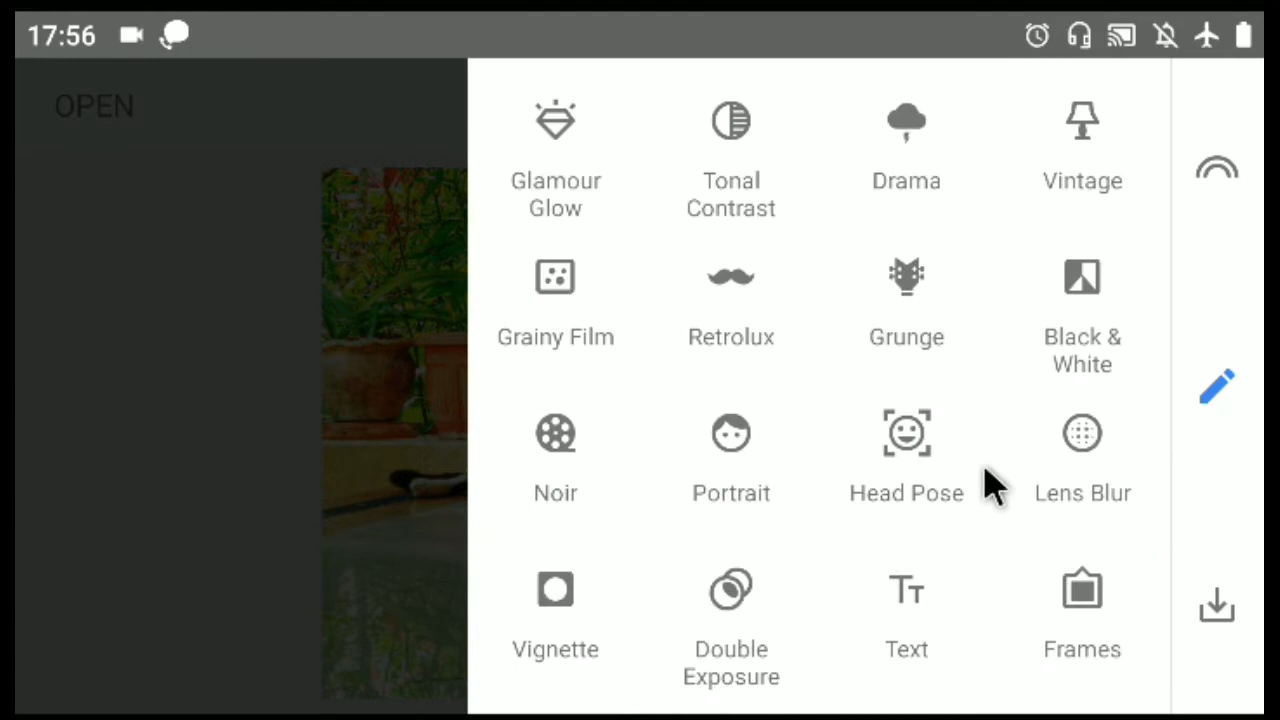 17:56
OPEN
Glamour
Glow
Tonal
Contrast
Drama
Vintage
Grainy Film
Retrolux
Grunge
Black &
White
Noir
Portrait
Head Pose
Lens Blur
Vignette
Double
Exposure
Text
Frames